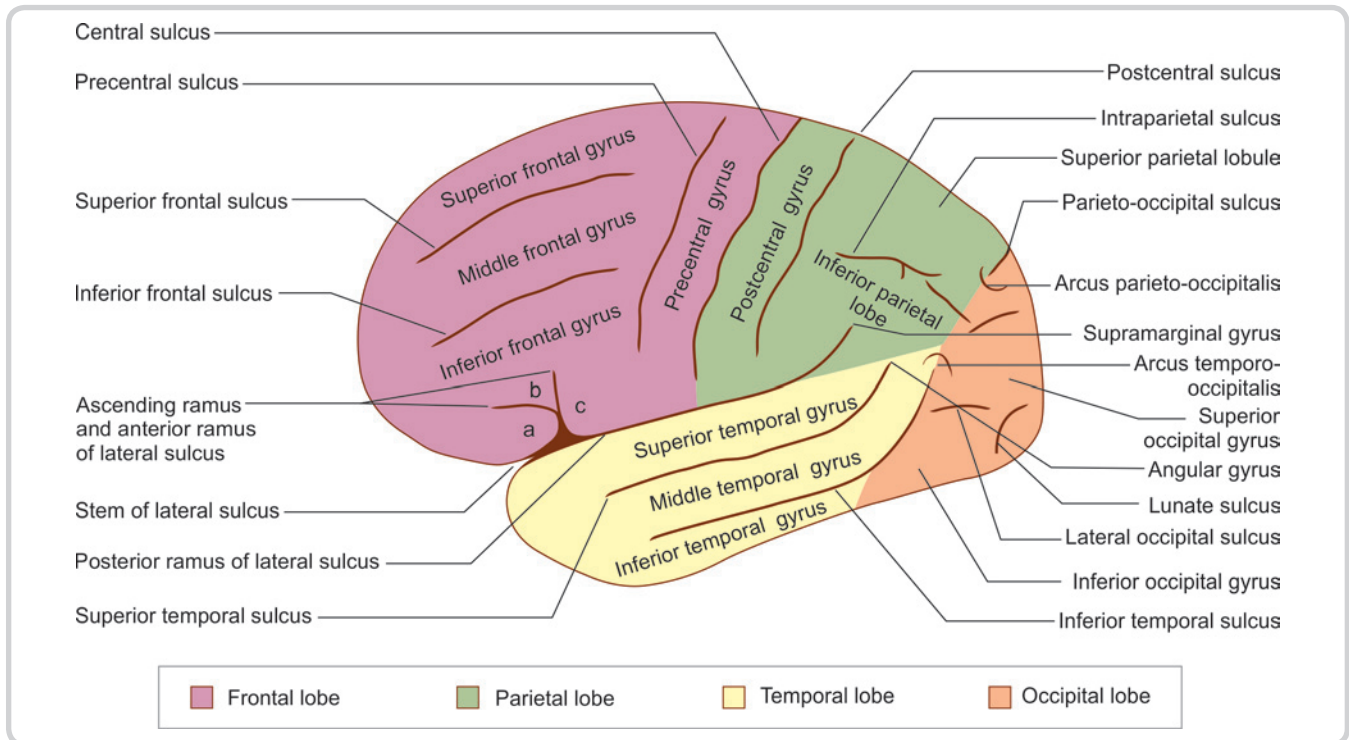 Central sulcus
Precentral sulcus
Superior frontal sulcus
Inferior frontal sulcus
Ascending ramus
and anterior ramus
of lateral sulcus
Stem of lateral sulcus
Posterior ramus of lateral sulcus
Superior temporal sulcus
Superior frontal gyrus
Middle frontal gyrus
Inferior frontal gyrus
b
c
a
Precentral gyrus
Postcentral gyrus
Inferior parietal
lobe
Superior temporal gyrus
Middle temporal gyrus
Inferior temporal gyrus
Postcentral sulcus
Intraparietal sulcus
Superior parietal lobule
Parieto-occipital sulcus
Arcus parieto-occipitalis
Supramarginal gyrus
Arcus temporo-
occipitalis
Superior
occipital gyrus
Angular gyrus
Lunate sulcus
Lateral occipital sulcus
Inferior occipital gyrus
Inferior temporal sulcus
Frontal lobe
Parietal lobe
Temporal lobe
Occipital lobe